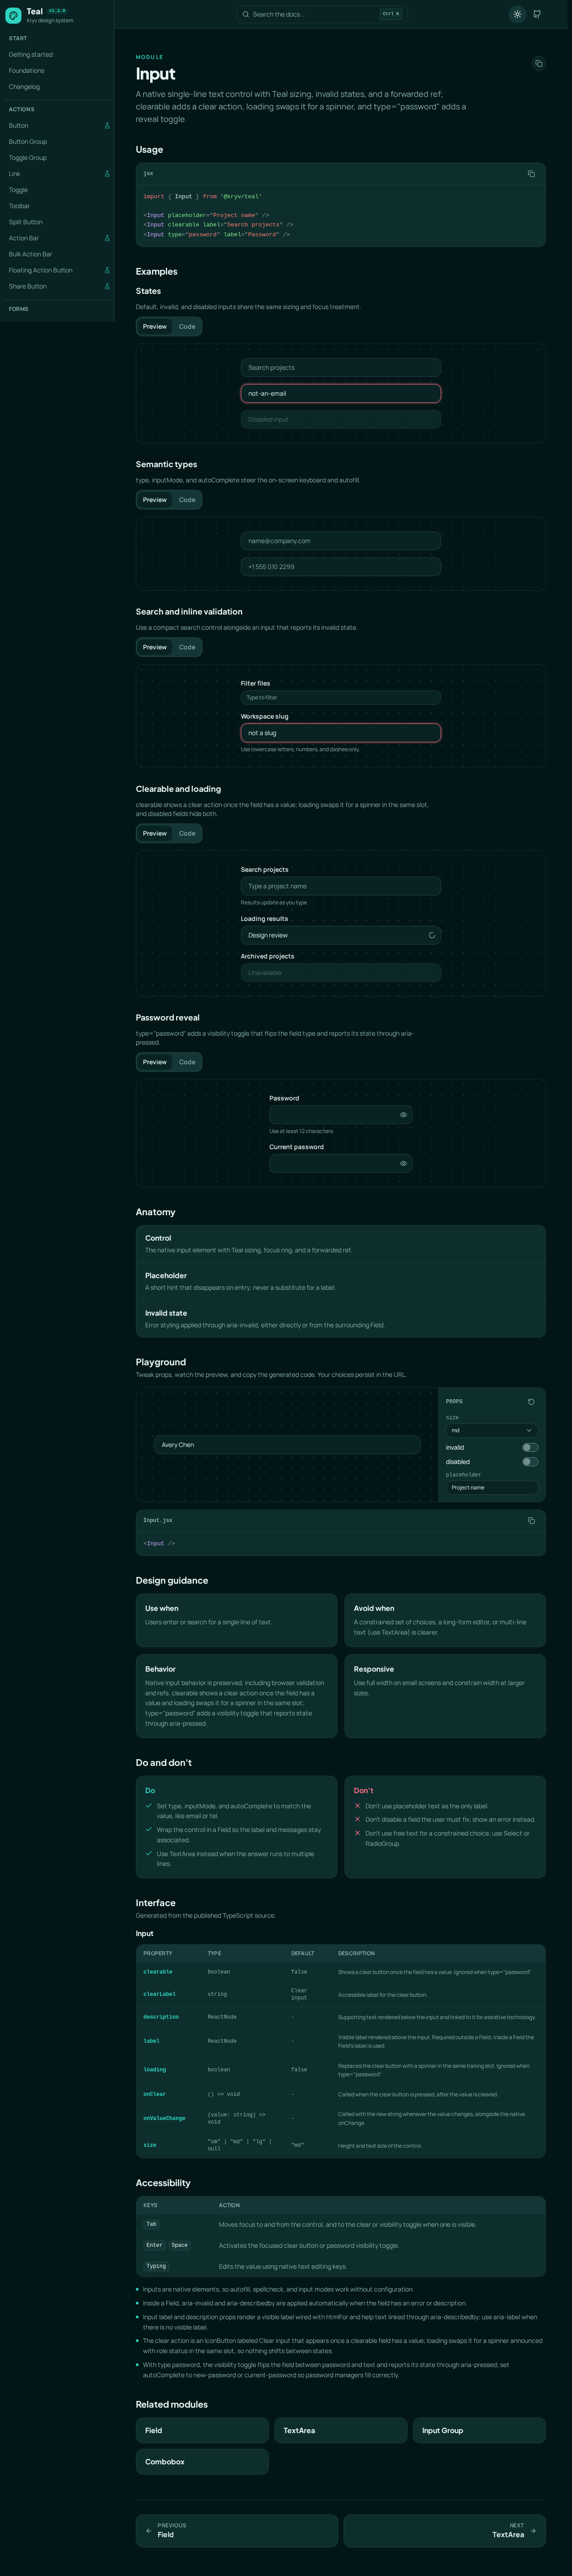 Teal v1.2.0
Kryv design system
Search the docs...
Ctrl K
START
Getting started
Foundations
Changelog
ACTIONS
Button
Button Group
Toggle Group
Link
Toggle
Toolbar
Split Button
Action Bar
Bulk Action Bar
Floating Action Button
Share Button
FORMS
MODULE
Input
A native single-line text control with Teal sizing, invalid states, and a forwarded ref;
clearable adds a clear action, loading swaps it for a spinner, and type="password" adds a
reveal toggle.
Usage
jsx
import { Input } from '@kryv/teal'
<Input placeholder="Project name" />
<Input clearable label="Search projects" />
<Input type="password" label="Password" />
Examples
States
Default, invalid, and disabled inputs share the same sizing and focus treatment.
Preview Code
Search projects
not-an-email
Disabled input
Semantic types
type, inputMode, and autoComplete steer the on-screen keyboard and autofill.
Preview Code
name@company.com
+1 555 010 2299
Search and inline validation
Use a compact search control alongside an input that reports its invalid state.
Preview Code
Filter files
Type to filter
Workspace slug
not a slug
Use lowercase letters, numbers, and dashes only.
Clearable and loading
clearable shows a clear action once the field has a value; loading swaps it for a spinner in the same slot,
and disabled fields hide both.
Preview Code
Search projects
Type a project name
Results update as you type
Loading results
Design review
Archived projects
Unavailable
Password reveal
type="password" adds a visibility toggle that flips the field type and reports its state through aria-
pressed.
Preview Code
Password
Use at least 12 characters
Current password
Anatomy
Control
The native input element with Teal sizing, focus ring, and a forwarded ref.
Placeholder
A short hint that disappears on entry; never a substitute for a label.
Invalid state
Error styling applied through aria-invalid, either directly or from the surrounding Field.
Playground
Tweak props, watch the preview, and copy the generated code. Your choices persist in the URL.
Avery Chen
PROPS
size
md
invalid
disabled
placeholder
Project name
Input.jsx
<Input />
Design guidance
Use when
Users enter or search for a single line of text.
Avoid when
A constrained set of choices, a long-form editor, or multi-line
text (use TextArea) is clearer.
Behavior
Native input behavior is preserved, including browser validation
and refs. clearable shows a clear action once the field has a
value and loading swaps it for a spinner in the same slot;
type="password" adds a visibility toggle that reports state
through aria-pressed.
Responsive
Use full width on small screens and constrain width at larger
sizes.
Do and don't
Do
Set type, inputMode, and autoComplete to match the
value, like email or tel.
Wrap the control in a Field so the label and messages stay
associated.
Use TextArea instead when the answer runs to multiple
lines.
Don't
Don't use placeholder text as the only label.
Don't disable a field the user must fix; show an error instead.
Don't use free text for a constrained choice; use Select or
RadioGroup.
Interface
Generated from the published TypeScript source.
Input
PROPERTY TYPE DEFAULT DESCRIPTION
clearable boolean false Shows a clear button once the field has a value. Ignored when type="password".
clearLabel string Clear input Accessible label for the clear button.
description ReactNode - Supporting text rendered below the input and linked to it for assistive technology.
label ReactNode - Visible label rendered above the input. Required outside a Field; inside a Field the
Field's label is used.
loading boolean false Replaces the clear button with a spinner in the same trailing slot. Ignored when
type="password".
onClear () => void - Called when the clear button is pressed, after the value is cleared.
onValueChange (value: string) => void - Called with the new string whenever the value changes, alongside the native
onChange.
size "sm" | "md" | "lg" | null "md" Height and text size of the control.
Accessibility
KEYS ACTION
Tab Moves focus to and from the control, and to the clear or visibility toggle when one is visible.
Enter Space Activates the focused clear button or password visibility toggle.
Typing Edits the value using native text editing keys.
Inputs are native elements, so autofill, spellcheck, and input modes work without configuration.
Inside a Field, aria-invalid and aria-describedby are applied automatically when the field has an error or description.
Input label and description props render a visible label wired with htmlFor and help text linked through aria-describedby; use aria-label when
there is no visible label.
The clear action is an IconButton labeled Clear input that appears once a clearable field has a value; loading swaps it for a spinner announced
with role status in the same slot, so nothing shifts between states.
With type password, the visibility toggle flips the field between password and text and reports its state through aria-pressed; set
autoComplete to new-password or current-password so password managers fill correctly.
Related modules
Field
TextArea
Input Group
Combobox
PREVIOUS
Field
NEXT
TextArea